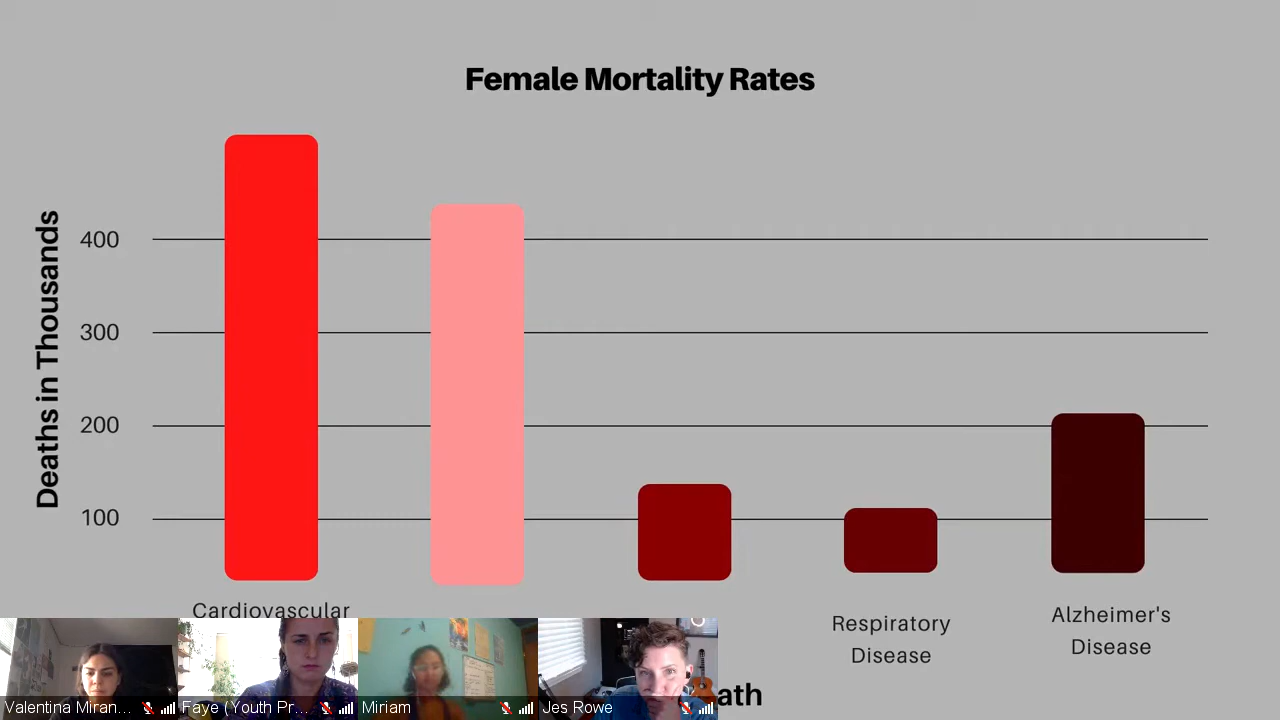 Female Mortality Rates
Deaths in Thousands
400
300
200
100
Cardiovascular
Respiratory
Disease
Alzheimer's
Disease
ath
Valentina Miran...
Faye (Youth Pr...
Miriam
Jes Rowe